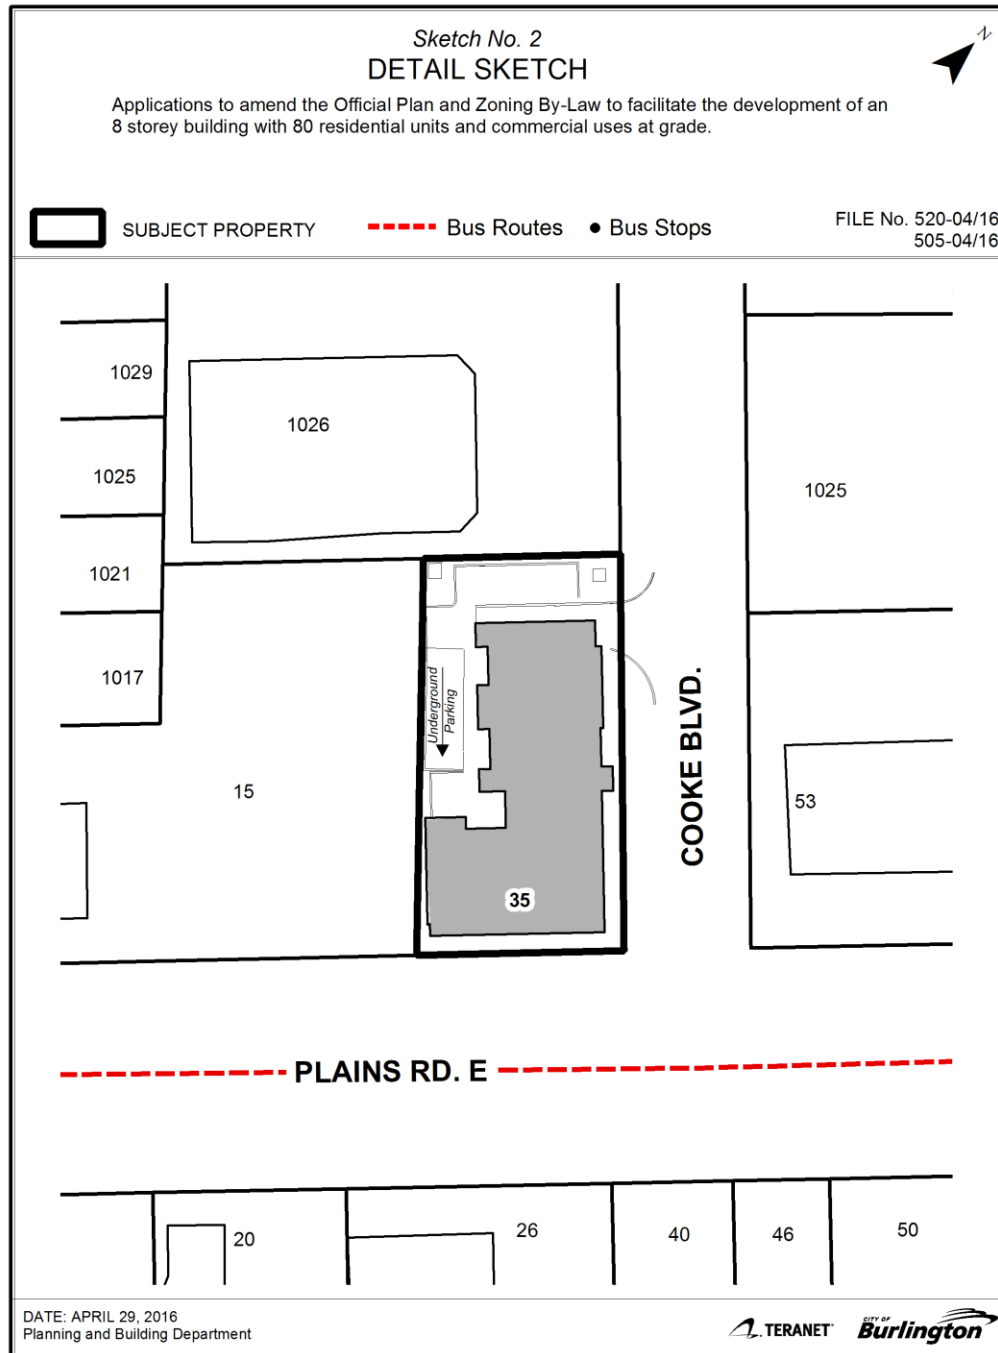 Sketch No. 2
DETAIL SKETCH
N
Applications to amend the Official Plan and Zoning By-Law to facilitate the development of an
8 storey building with 80 residential units and commercial uses at grade.
SUBJECT PROPERTY
Bus Routes
Bus Stops
FILE No. 520-04/16
505-04/16
1029
1026
1025
1025
1021
1017
Underground
Parking
COOKE BLVD.
15
53
35
PLAINS RD. E
20
26
40
46
50
DATE: APRIL 29, 2016
Planning and Building Department
TERANET
CITY OF
Burlington